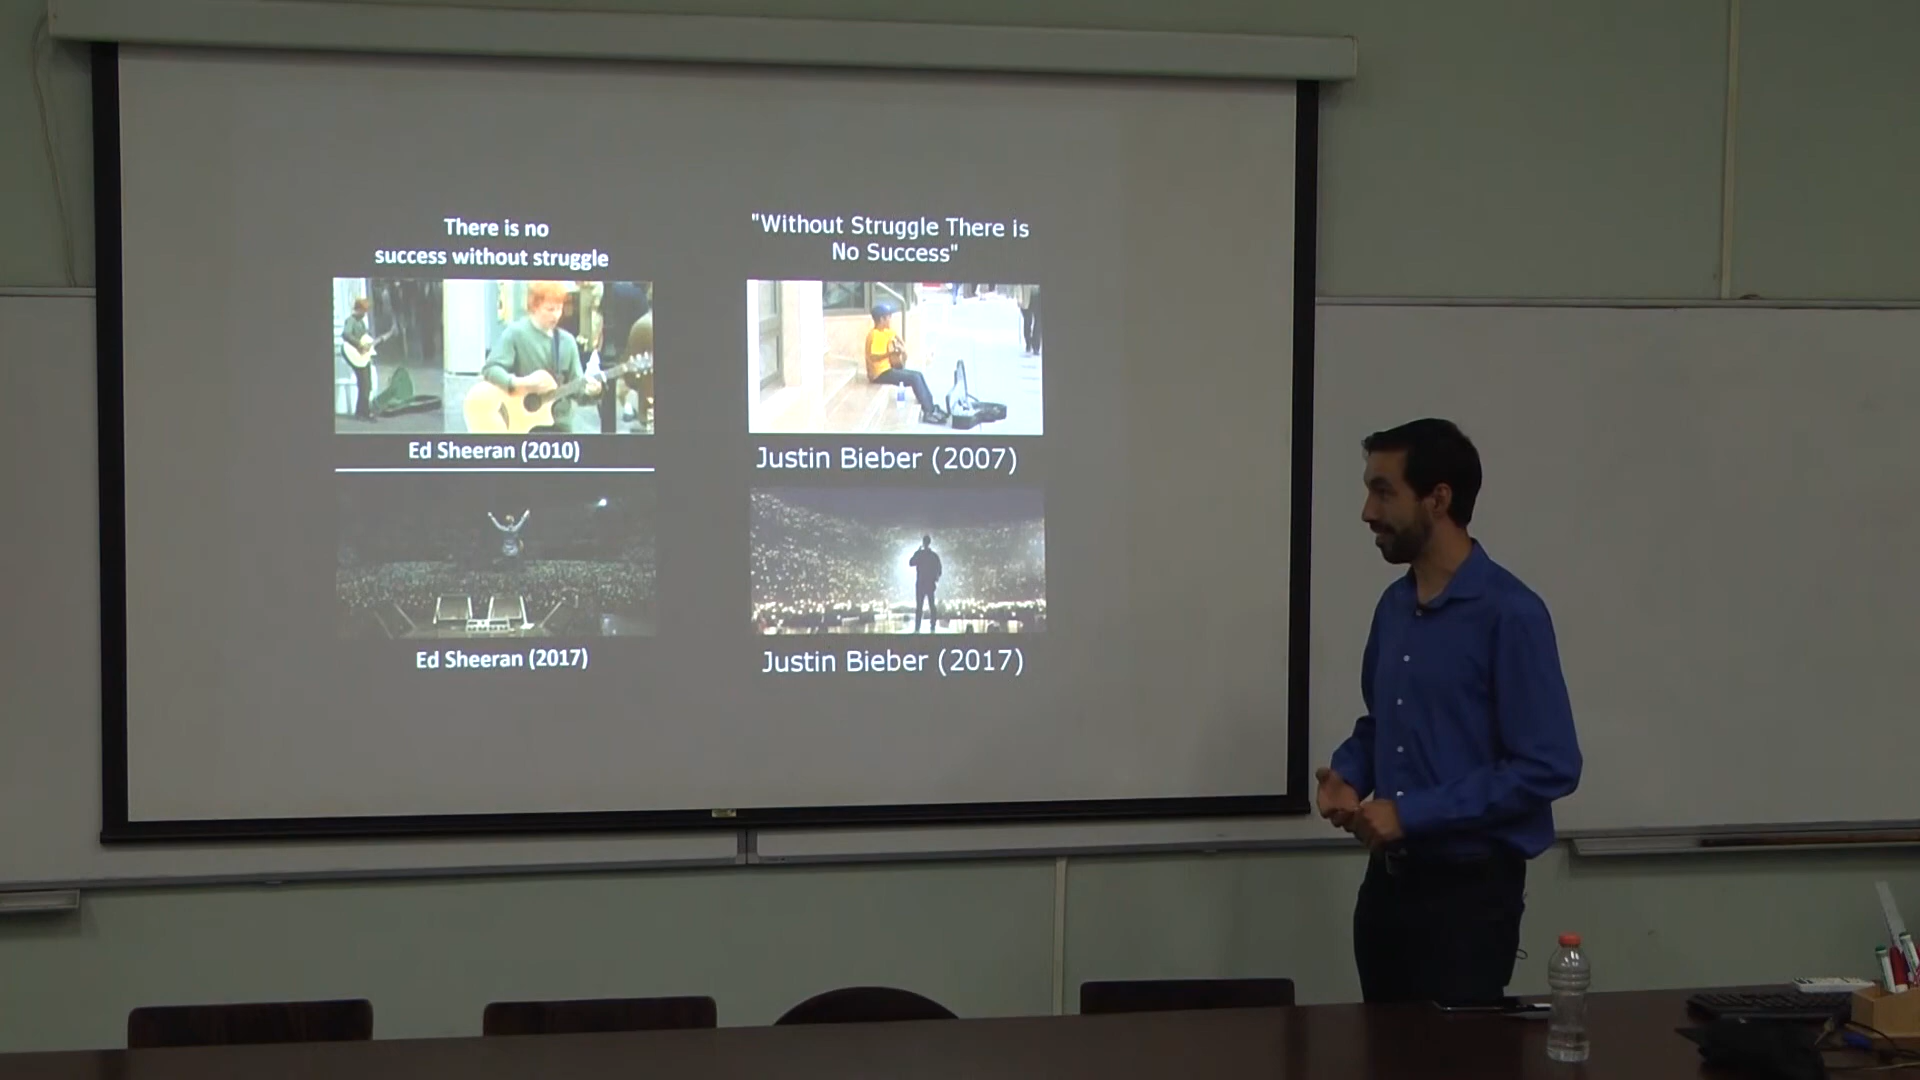 There is no
success without struggle
Ed Sheeran (2010)
Ed Sheeran (2017)
"Without Struggle There is
No Success"
Justin Bieber (2007)
Justin Bieber (2017)